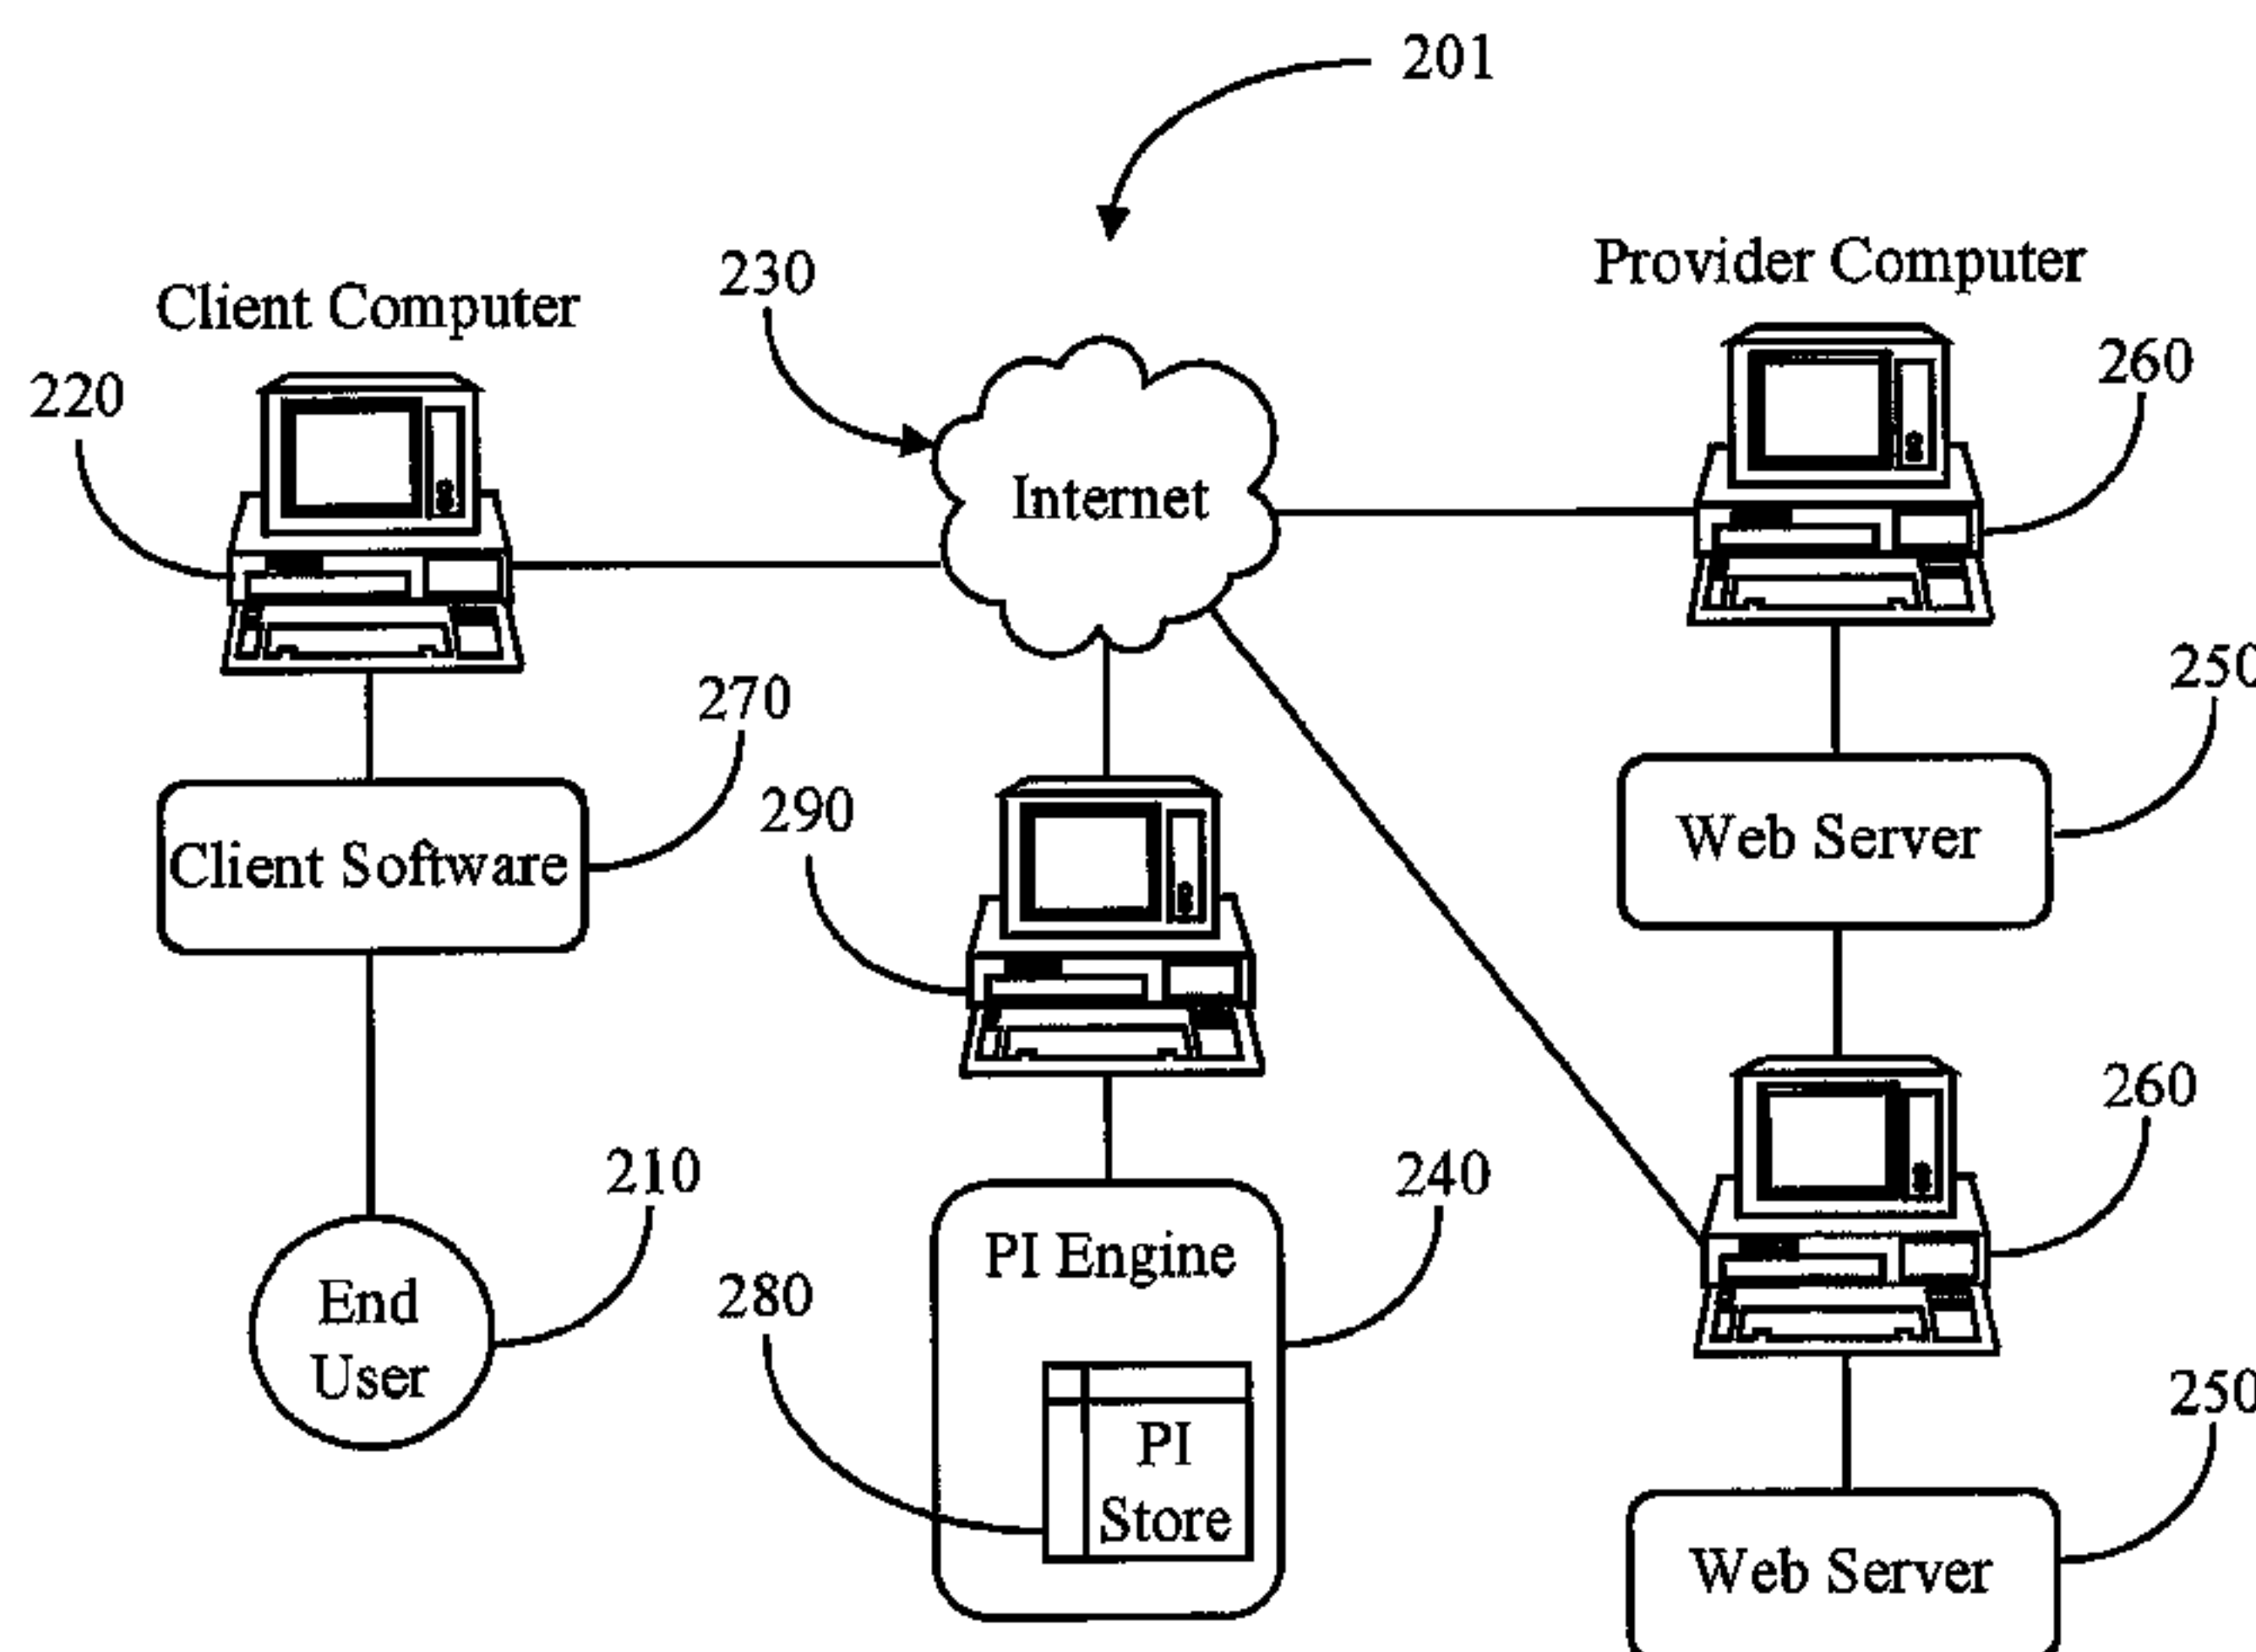 201
Provider Computer
230
Client Computer
260
220
Internet
250
270
290
Web Server
Client Software
260
210
240
PI Engine
280
End
User
250
PI
Store
Web Server